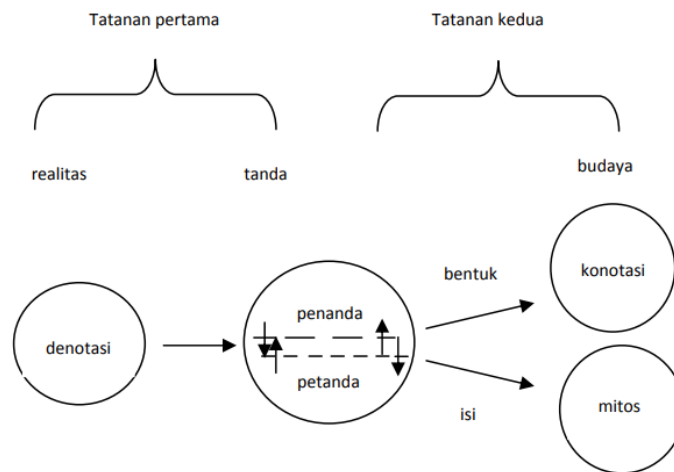 Tatanan pertama
Tatanan kedua
realitas
tanda
budaya
bentuk
konotasi
penanda
denotasi
petanda
isi
mitos